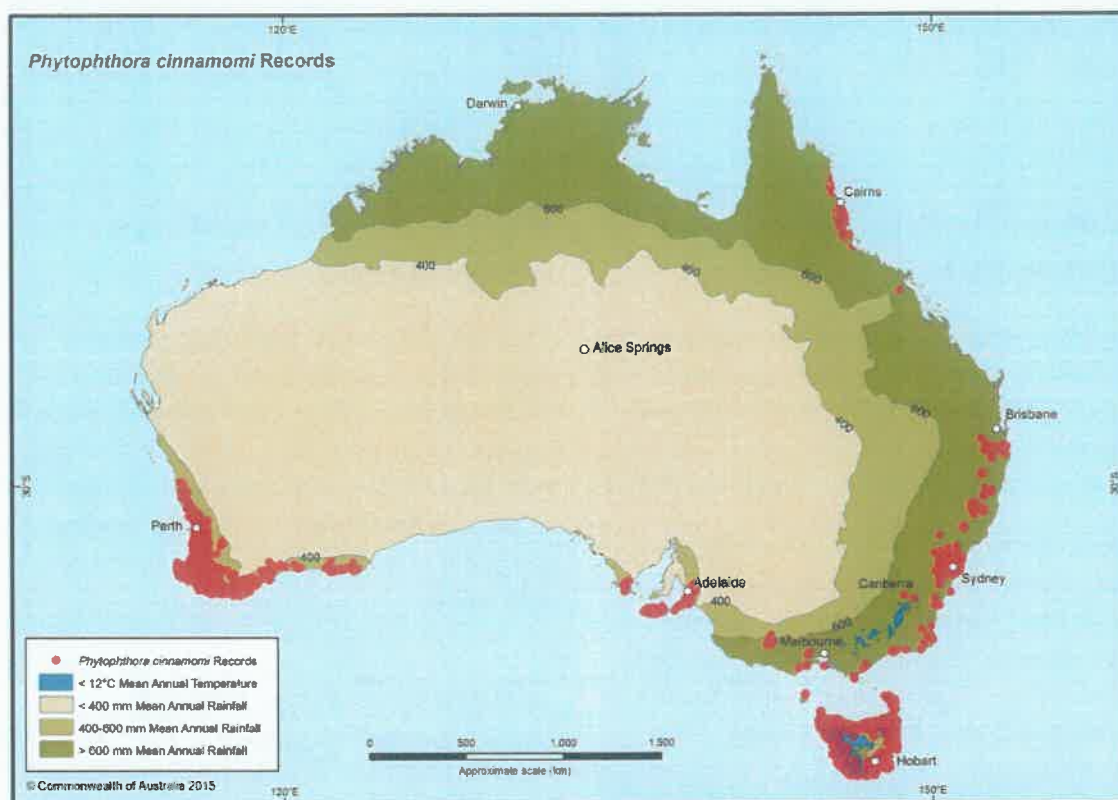 120°E
150°E
Phytophthora cinnamomi Records
Darwin
Cairns
600
400
400
600
Alice Springs
400
600
Brisbane
30°S
30°S
Perth
400
Adelaide
400
Canberra
Sydney
600
Melbourne
Hobart
Phytophthora cinnamomi Records
< 12°C Mean Annual Temperature
< 400 mm Mean Annual Rainfall
400-600 mm Mean Annual Rainfall
> 600 mm Mean Annual Rainfall
0 500 1,000 1,500
Approximate scale (km)
© Commonwealth of Australia 2015
120°E
150°E